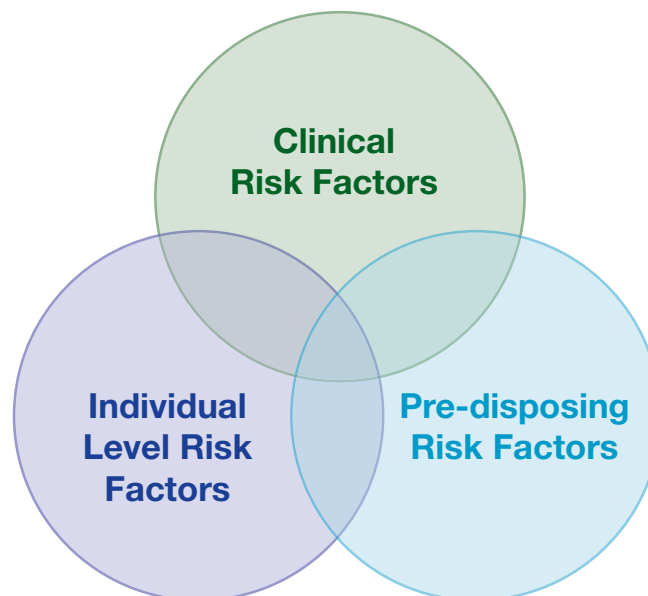 Clinical
Risk Factors
Individual
Level Risk
Factors
Pre-disposing
Risk Factors